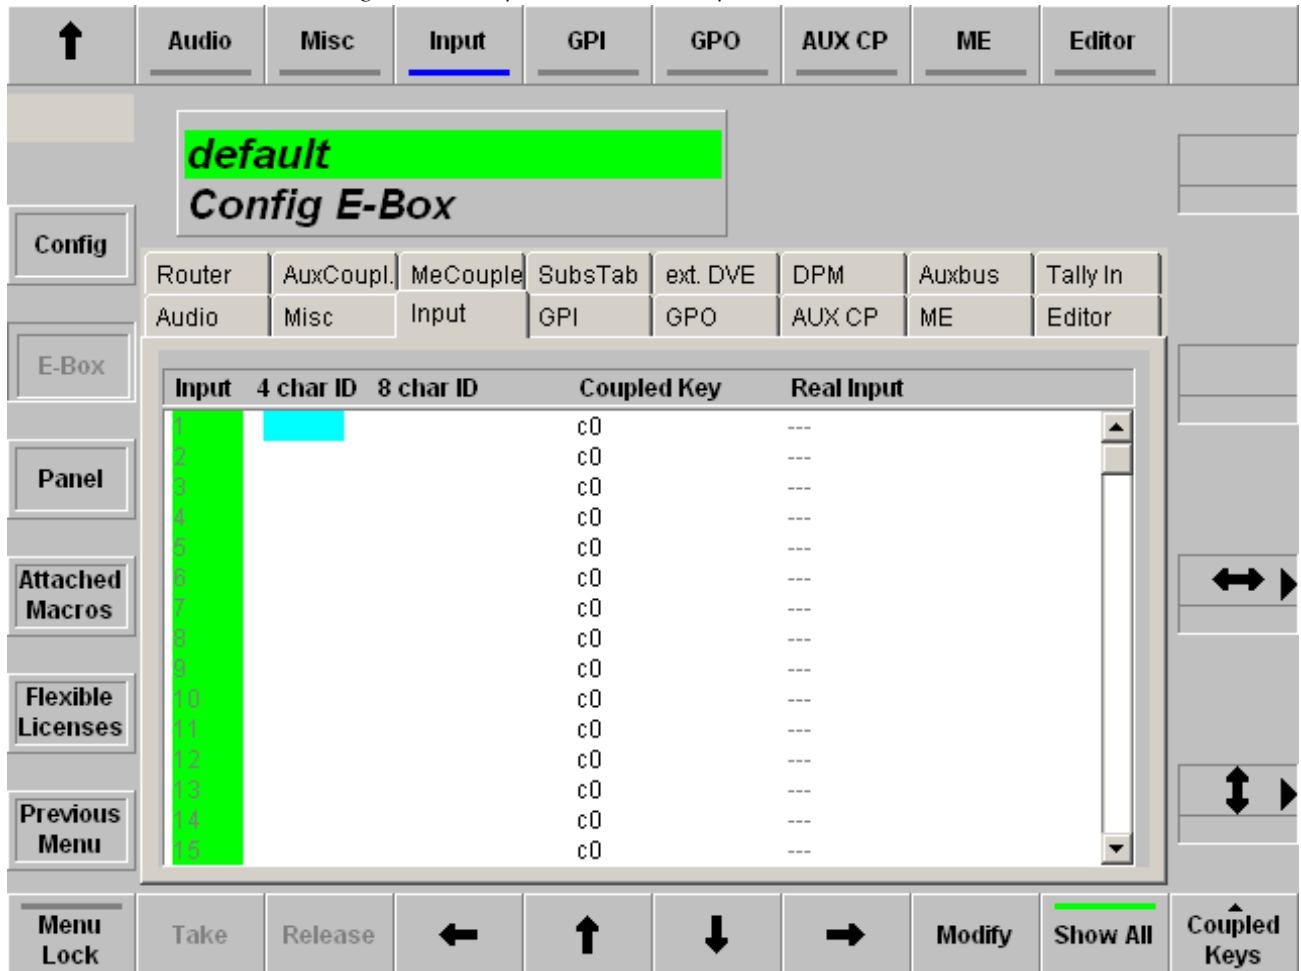 Audio Misc Input GPI GPO AUX CP ME Editor
default
Config E-Box
Config
E-Box
Panel
Attached
Macros
Flexible
Licenses
Previous
Menu
Router AuxCoupl. MeCouple SubsTab ext. DVE DPM Auxbus Tally In
Audio Misc Input GPI GPO AUX CP ME Editor
Input 4 char ID 8 char ID Coupled Key Real Input
1 c0 ---
2 c0 ---
3 c0 ---
4 c0 ---
5 c0 ---
6 c0 ---
7 c0 ---
8 c0 ---
9 c0 ---
10 c0 ---
11 c0 ---
12 c0 ---
13 c0 ---
14 c0 ---
15 c0 ---
Menu
Lock
Take
Release
Modify
Show All
Coupled
Keys